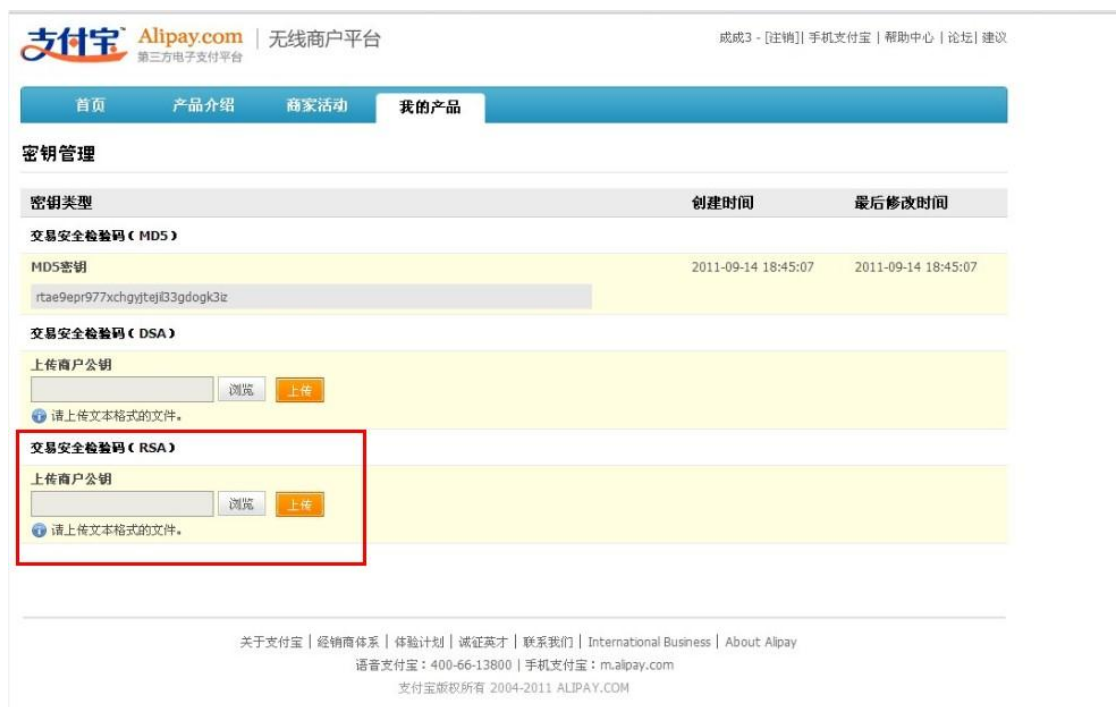 支付宝 Alipay.com 无线商户平台
第三方电子支付平台
成成3 - [注销]| 手机支付宝 | 帮助中心 | 论坛| 建议
首页 产品介绍 商家活动 我的产品
密钥管理
密钥类型 创建时间 最后修改时间
交易安全检验码(MD5)
MD5密钥 2011-09-14 18:45:07 2011-09-14 18:45:07
rtae9epr977xchgyjtejil33gdogk3iz
交易安全检验码(DSA)
上传商户公钥
浏览 上传
请上传文本格式的文件。
交易安全检验码(RSA)
上传商户公钥
浏览 上传
请上传文本格式的文件。
关于支付宝 | 经销商体系 | 体验计划 | 诚征英才 | 联系我们 | International Business | About Alipay
语音支付宝:400-66-13800 | 手机支付宝:m.alipay.com
支付宝版权所有 2004-2011 ALIPAY.COM